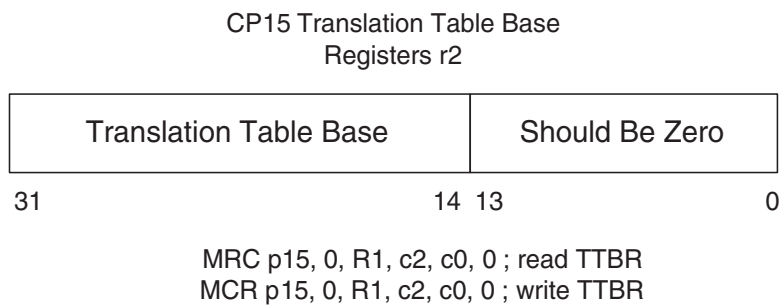 CP15 Translation Table Base
Registers r2
Translation Table Base Should Be Zero
31 14 13 0
MRC p15, 0, R1, c2, c0, 0 ; read TTBR
MCR p15, 0, R1, c2, c0, 0 ; write TTBR